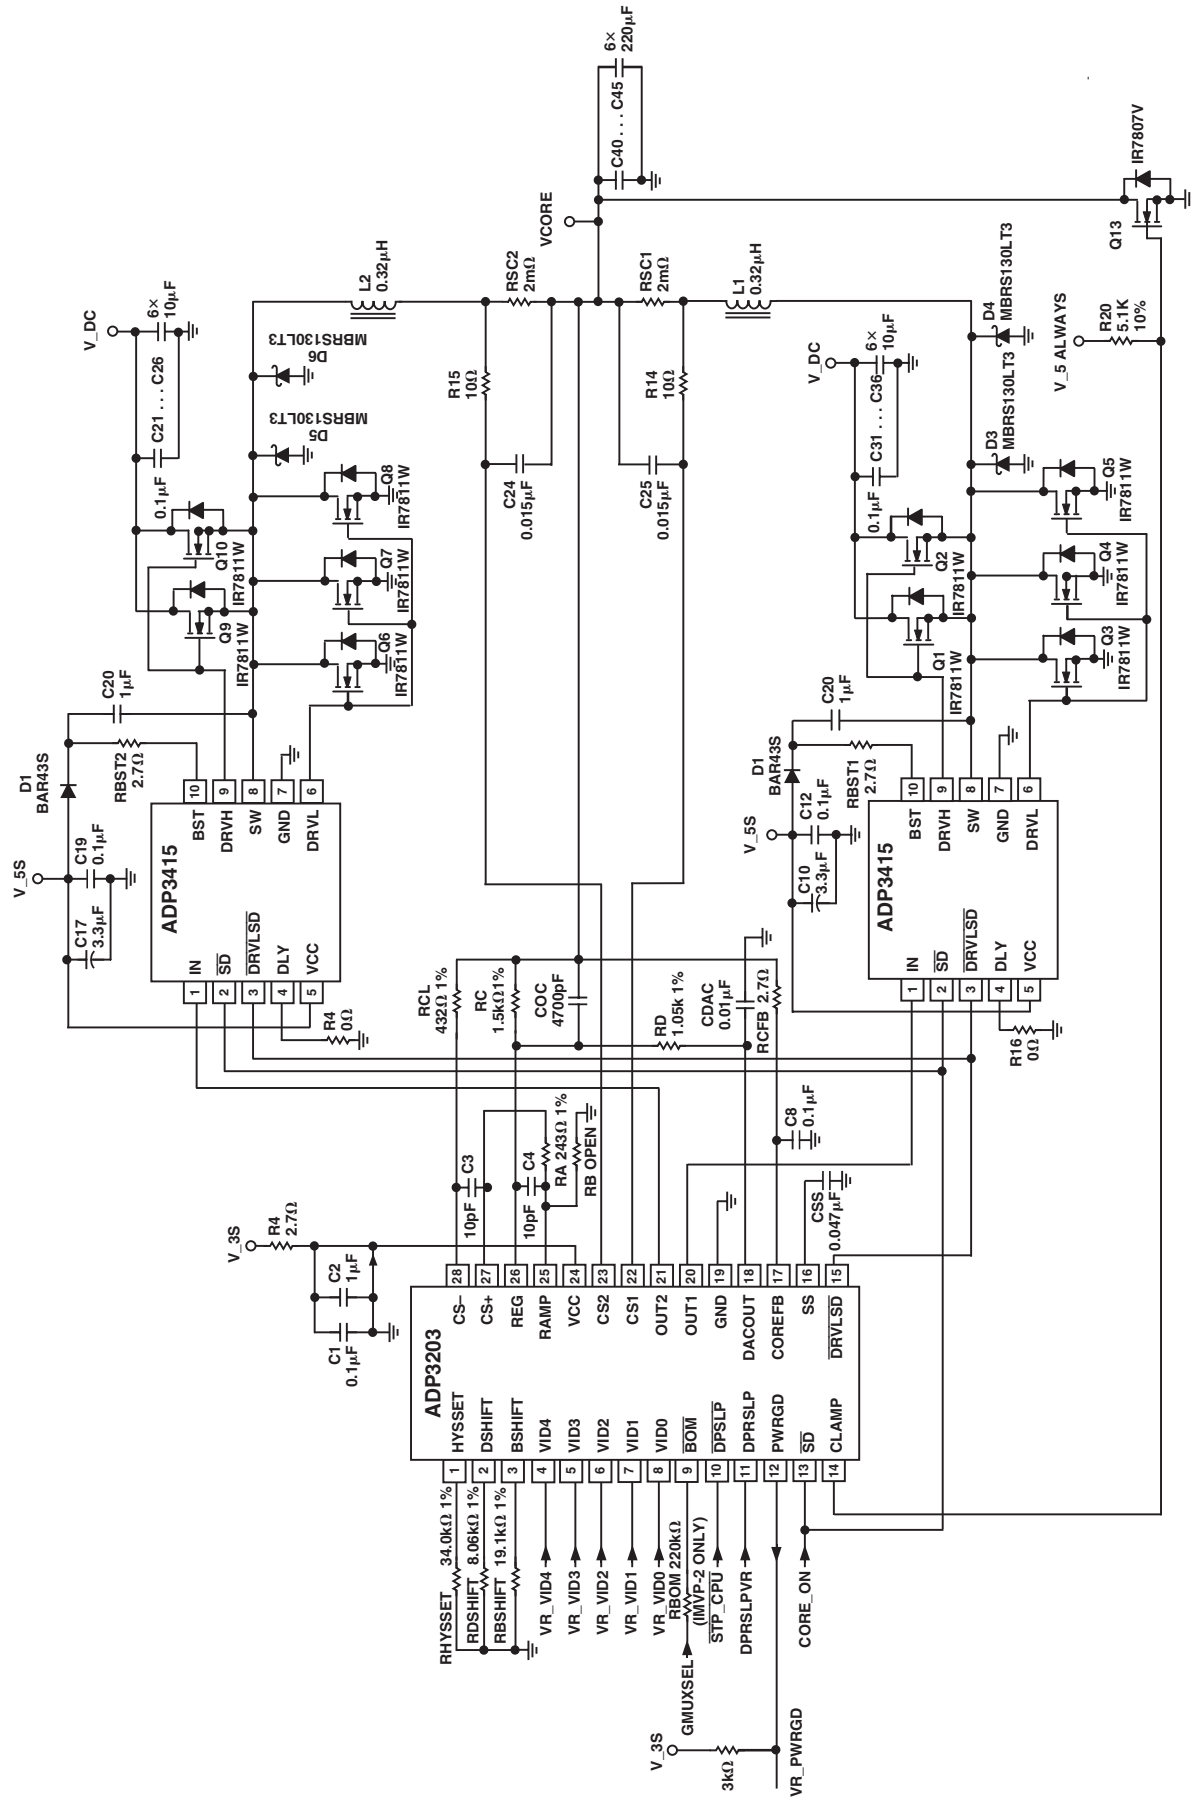 6×
220µF
C40 . . . C45
IR7807V
Q13
VCORE
V_DC
6×
10µF
C21 . . . C26
0.1µF
L2
0.32µH
D6
MBRS130LT3
D5
MBRS130LT3
RSC2
2mΩ
RSC1
2mΩ
L1
0.32µH
R15
10Ω
R14
10Ω
C24
0.015µF
C25
0.015µF
V_DC
6×
10µF
C31 . . . C36
0.1µF
D4
MBRS130LT3
D3
MBRS130LT3
V_5 ALWAYS
R20
5.1K
10%
Q10
IR7811W
Q9
IR7811W
Q8
IR7811W
Q7
IR7811W
Q6
IR7811W
Q2
IR7811W
Q1
IR7811W
Q5
IR7811W
Q4
IR7811W
Q3
IR7811W
C20
1µF
D1
BAR43S
RBST2
2.7Ω
V_5S
C19
0.1µF
C17
3.3µF
ADP3415
10 BST
9 DRVH
8 SW
7 GND
6 DRVL
1 IN
2 SD
3 DRVLSD
4 DLY
5 VCC
R4
0Ω
C20
1µF
D1
BAR43S
RBST1
2.7Ω
V_5S
C12
0.1µF
C10
3.3µF
ADP3415
10 BST
9 DRVH
8 SW
7 GND
6 DRVL
1 IN
2 SD
3 DRVLSD
4 DLY
5 VCC
R16
0Ω
RCL
432Ω 1%
RC
1.5kΩ 1%
COC
4700pF
RD
1.05k 1%
CDAC
0.01µF
RCFB 2.7Ω
C3
10pF
C4
10pF
RA 243Ω 1%
RB OPEN
C8
0.1µF
CSS
0.047µF
V_3S
R4
2.7Ω
C2
1µF
C1
0.1µF
ADP3203
28 CS–
27 CS+
26 REG
25 RAMP
24 VCC
23 CS2
22 CS1
21 OUT2
20 OUT1
19 GND
18 DACOUT
17 COREFB
16 SS
15 DRVLSD
1 HYSSET
2 DSHIFT
3 BSHIFT
4 VID4
5 VID3
6 VID2
7 VID1
8 VID0
9 BOM
10 DPSLP
11 DPRSLP
12 PWRGD
13 SD
14 CLAMP
RHYSSET 34.0kΩ 1%
RDSHIFT 8.06kΩ 1%
RBSHIFT 19.1kΩ 1%
VR_VID4
VR_VID3
VR_VID2
VR_VID1
VR_VID0
RBOM 220kΩ
(IMVP-2 ONLY)
GMUXSEL
STP_CPU
DPRSLPVR
CORE_ON
V_3S
3kΩ
VR_PWRGD